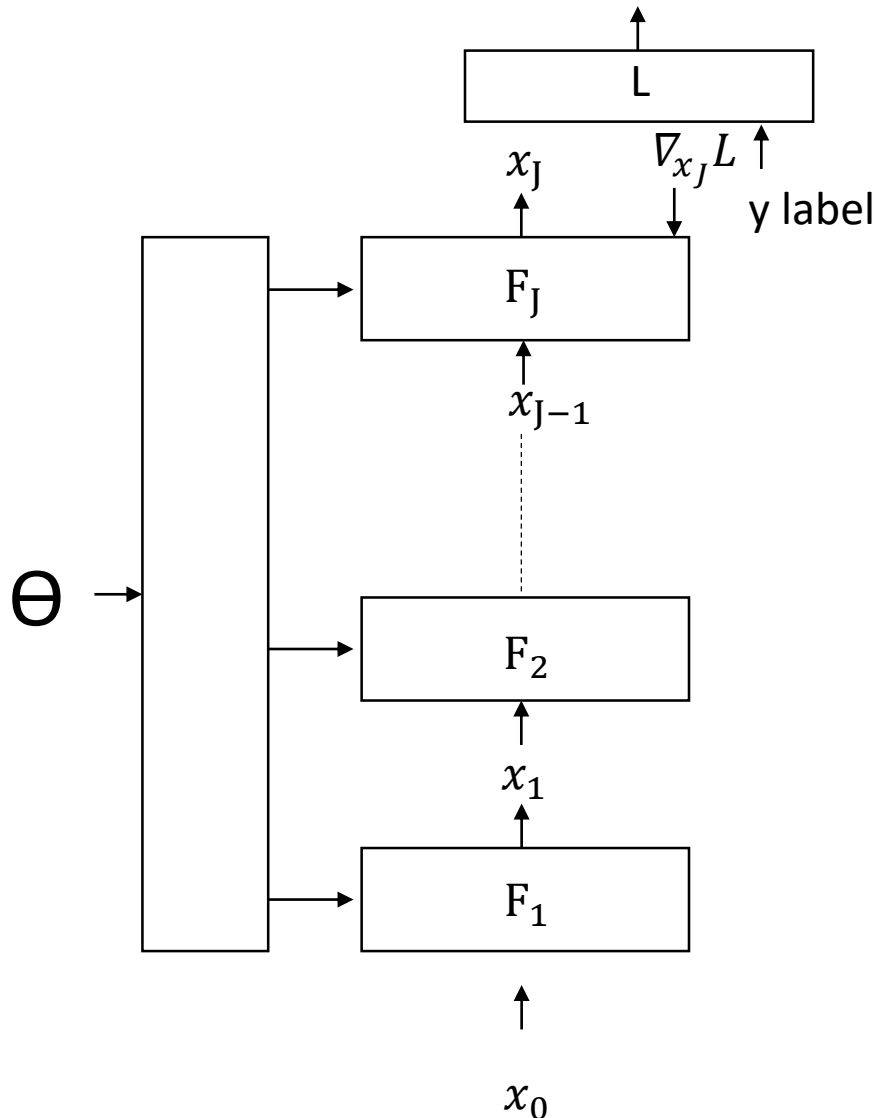 L
∇_{x_J} L
x_J
y label
F_J
x_{J−1}
Θ
F_2
x_1
F_1
x_0